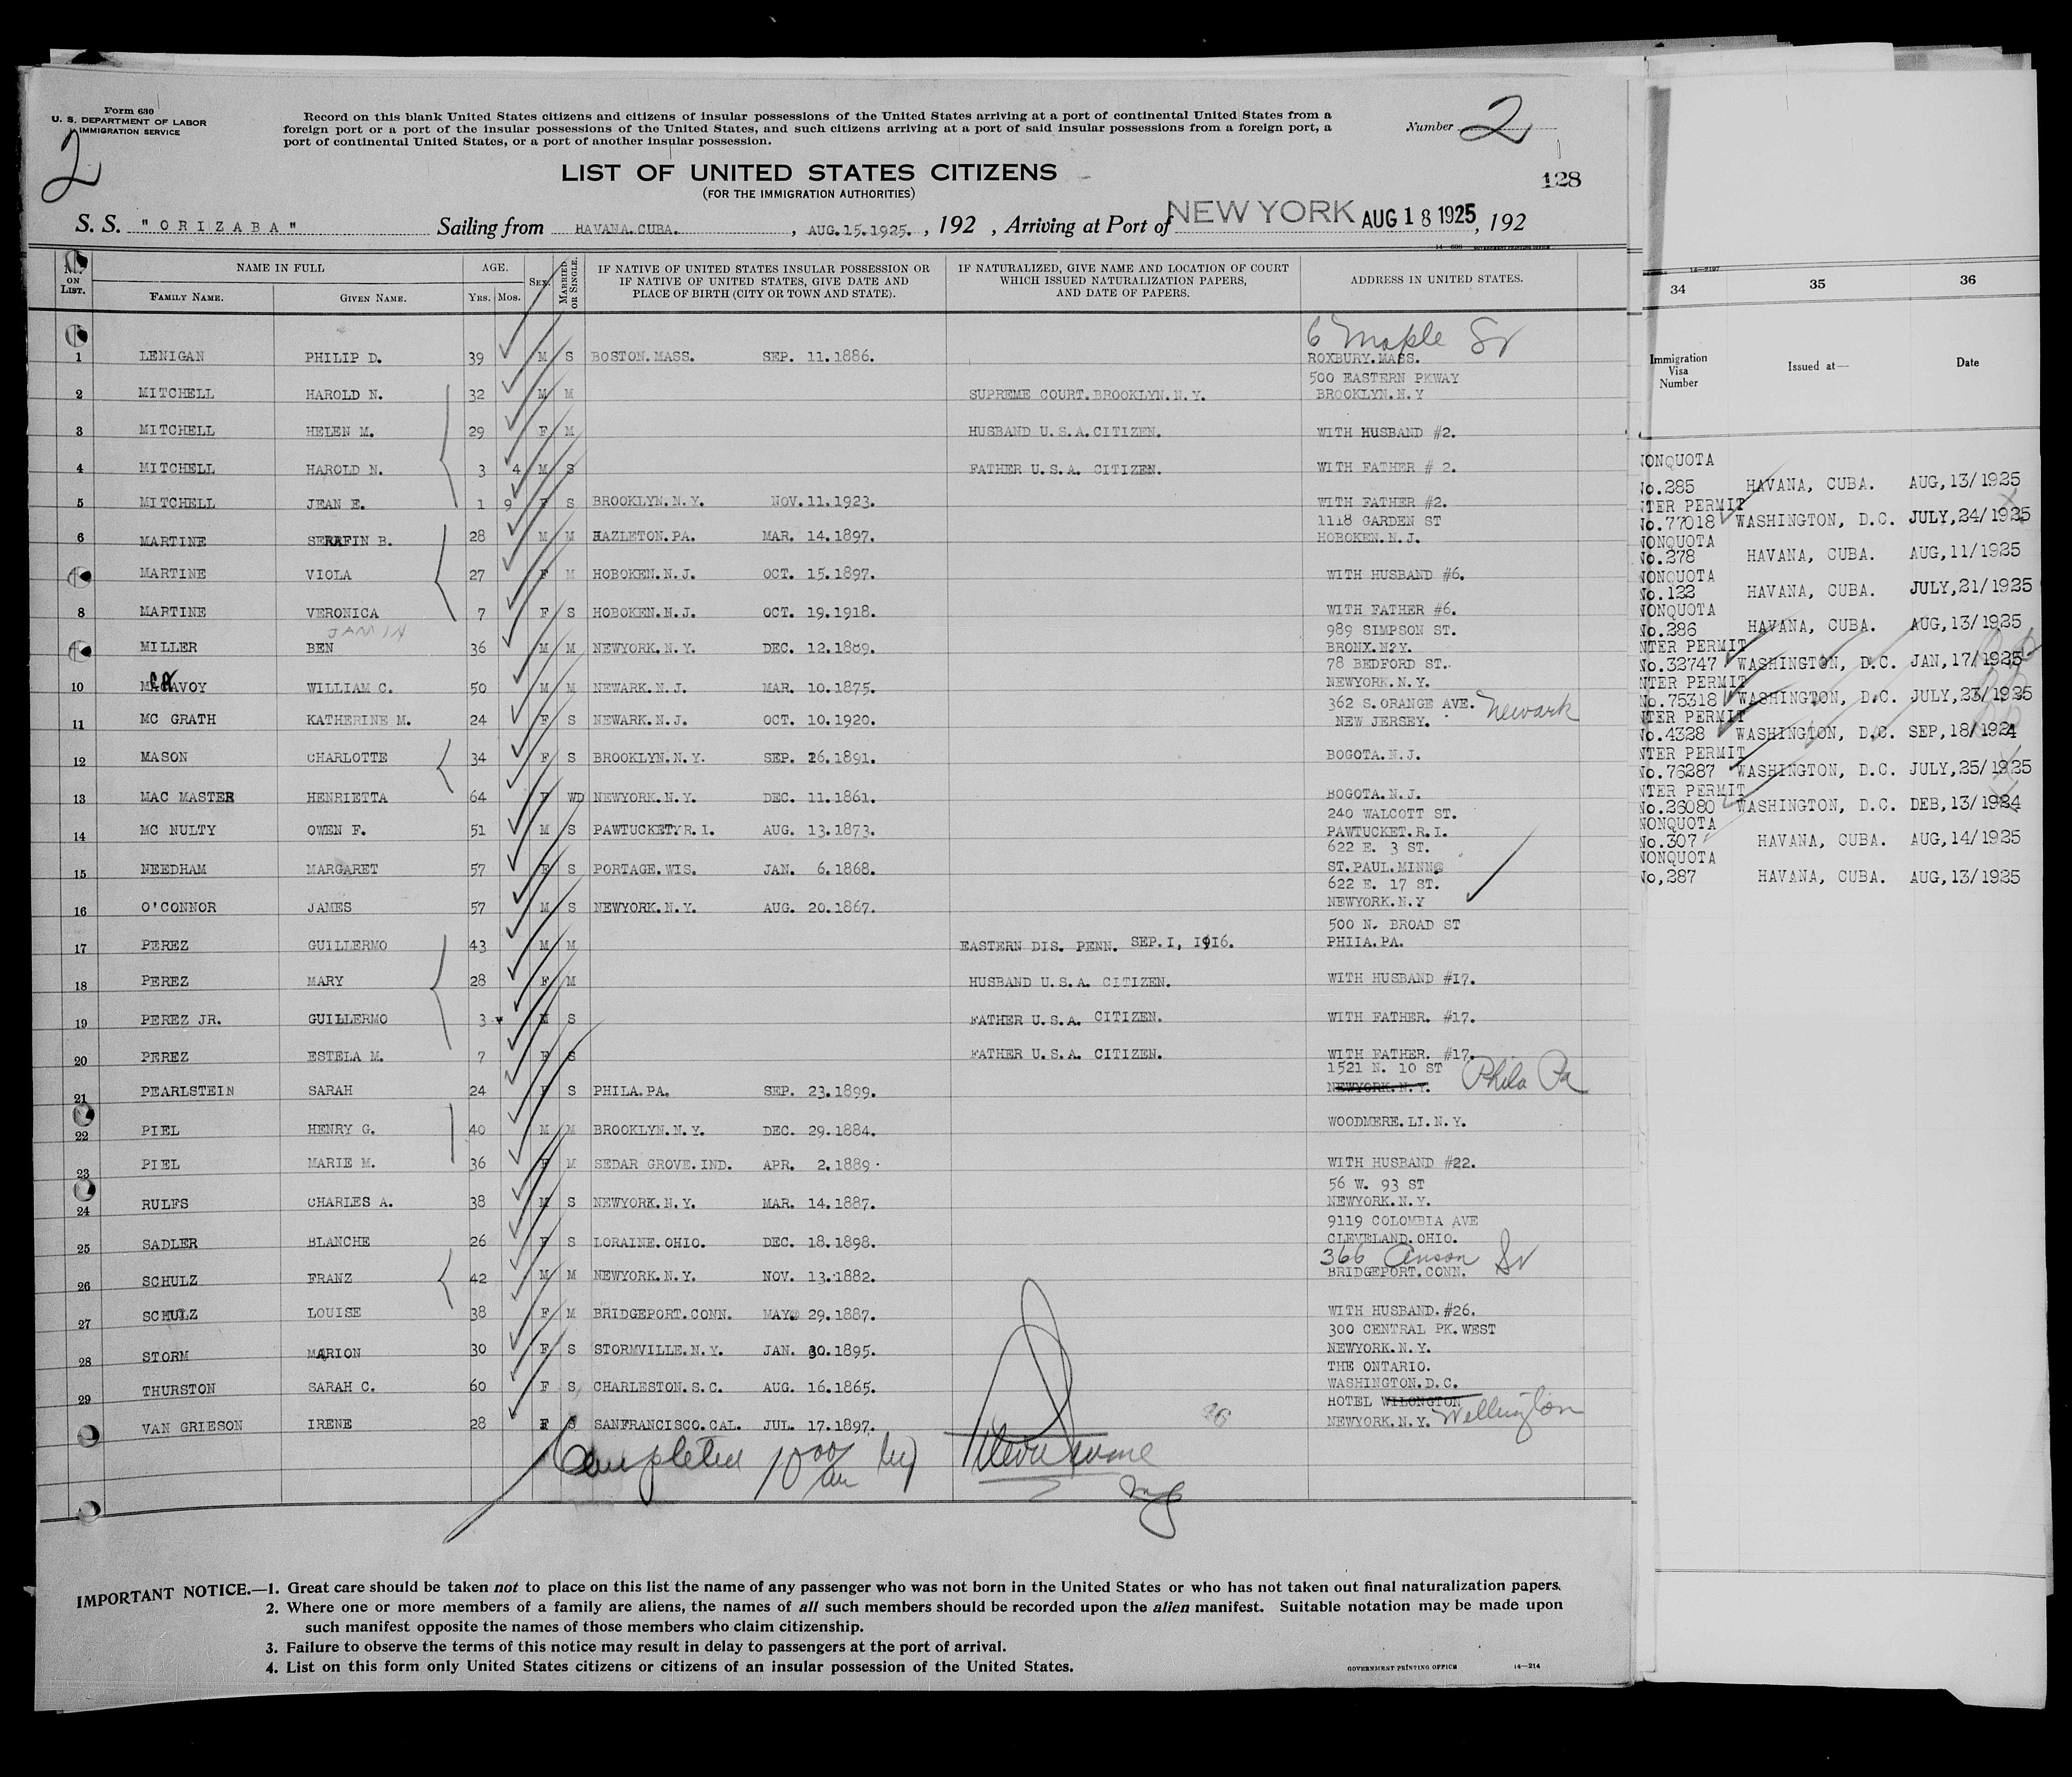 Form 630
U. S. DEPARTMENT OF LABOR
IMMIGRATION SERVICE
2
Record on this blank United States citizens and citizens of insular possessions of the United States arriving at a port of continental United States from a
foreign port or a port of the insular possessions of the United States, and such citizens arriving at a port of said insular possessions from a foreign port, a
port of continental United States, or a port of another insular possession.
Number 2
LIST OF UNITED STATES CITIZENS
(FOR THE IMMIGRATION AUTHORITIES)
128
S. S. "ORIZABA" Sailing from HAVANA.CUBA. , AUG.15.1925. , 192 , Arriving at Port of NEW YORK AUG 18 1925, 192
No. ON LIST. NAME IN FULL AGE. SEX. MARRIED OR SINGLE. IF NATIVE OF UNITED STATES INSULAR POSSESSION OR IF NATIVE OF UNITED STATES, GIVE DATE AND PLACE OF BIRTH (CITY OR TOWN AND STATE). IF NATURALIZED, GIVE NAME AND LOCATION OF COURT WHICH ISSUED NATURALIZATION PAPERS, AND DATE OF PAPERS. ADDRESS IN UNITED STATES.
FAMILY NAME. GIVEN NAME. YRS. MOS.
6 Maple St
1 LENIGAN PHILIP D. 39 M S BOSTON.MASS. SEP. 11.1886. ROXBURY.MASS.
500 EASTERN PKWAY
2 MITCHELL HAROLD N. 32 M M SUPREME COURT.BROOKLYN.N.Y. BROOKLYN.N.Y
3 MITCHELL HELEN M. 29 F M HUSBAND U.S.A.CITIZEN. WITH HUSBAND #2.
4 MITCHELL HAROLD N. 3 4 M S FATHER U.S.A. CITIZEN. WITH FATHER # 2.
5 MITCHELL JEAN E. 1 9 F S BROOKLYN.N.Y. NOV.11.1923. WITH FATHER #2.
1118 GARDEN ST
6 MARTINE SERAFIN B. 28 M M HAZLETON.PA. MAR. 14.1897. HOBOKEN.N.J.
MARTINE VIOLA 27 F M HOBOKEN.N.J. OCT. 15.1897. WITH HUSBAND #6.
8 MARTINE VERONICA 7 F S HOBOKEN.N.J. OCT. 19.1918. WITH FATHER #6.
JAMIN
989 SIMPSON ST.
MILLER BEN 36 M M NEWYORK.N.Y. DEC. 12.1889. BRONX.N2Y.
78 BEDFORD ST.
10 McAVOY WILLIAM C. 50 M M NEWARK.N.J. MAR. 10.1875. NEWYORK.N.Y.
362 S.ORANGE AVE. Newark
11 MC GRATH KATHERINE M. 24 F S NEWARK.N.J. OCT. 10.1920. NEW JERSEY.
12 MASON CHARLOTTE 34 F S BROOKLYN.N.Y. SEP. 26.1891. BOGOTA.N.J.
13 MAC MASTER HENRIETTA 64 F WD NEWYORK.N.Y. DEC. 11.1861. BOGOTA.N.J.
240 WALCOTT ST.
14 MC NULTY OWEN F. 51 M S PAWTUCKETYR.I. AUG. 13.1873. PAWTUCKET.R.I.
622 E. 3 ST.
15 NEEDHAM MARGARET 57 F S PORTAGE.WIS. JAN. 6.1868. ST.PAUL.MINN
622 E. 17 ST.
16 O'CONNOR JAMES 57 M S NEWYORK.N.Y. AUG. 20.1867. NEWYORK.N.Y
500 N. BROAD ST
17 PEREZ GUILLERMO 43 M M EASTERN DIS. PENN. SEP.I, 1916. PHIIA.PA.
18 PEREZ MARY 28 F M HUSBAND U.S.A. CITIZEN. WITH HUSBAND #17.
19 PEREZ JR. GUILLERMO 3 M S FATHER U.S.A. CITIZEN. WITH FATHER. #17.
20 PEREZ ESTELA M. 7 F S FATHER U.S.A. CITIZEN. WITH FATHER. #17.
1521 N. 10 ST Phila Pa
21 PEARLSTEIN SARAH 24 F S PHILA.PA. SEP. 23.1899. NEWYORK.N.Y.
22 PIEL HENRY G. 40 M M BROOKLYN.N.Y. DEC. 29.1884. WOODMERE.LI.N.Y.
23 PIEL MARIE M. 36 F M SEDAR GROVE.IND. APR. 2.1889. WITH HUSBAND #22.
56 W. 93 ST
24 RULFS CHARLES A. 38 M S NEWYORK.N.Y. MAR. 14.1887. NEWYORK.N.Y.
9119 COLOMBIA AVE
25 SADLER BLANCHE 26 F S LORAINE.OHIO. DEC. 18.1898. CLEVELAND.OHIO.
366 Anson St
26 SCHULZ FRANZ 42 M M NEWYORK.N.Y. NOV. 13.1882. BRIDGEPORT.CONN.
27 SCHULZ LOUISE 38 F M BRIDGEPORT.CONN. MAY 29.1887. WITH HUSBAND.#26.
300 CENTRAL PK.WEST
28 STORM MARION 30 F S STORMVILLE.N.Y. JAN. 30.1895. NEWYORK.N.Y.
THE ONTARIO.
29 THURSTON SARAH C. 60 F S CHARLESTON.S.C. AUG. 16.1865. WASHINGTON.D.C.
HOTEL WILONGTON
VAN GRIESON IRENE 28 F S SANFRANCISCO.CAL. JUL. 17.1897. NEWYORK.N.Y. Wellington
Completed 10 00 am by
IMPORTANT NOTICE.—1. Great care should be taken not to place on this list the name of any passenger who was not born in the United States or who has not taken out final naturalization papers.
2. Where one or more members of a family are aliens, the names of all such members should be recorded upon the alien manifest. Suitable notation may be made upon
such manifest opposite the names of those members who claim citizenship.
3. Failure to observe the terms of this notice may result in delay to passengers at the port of arrival.
4. List on this form only United States citizens or citizens of an insular possession of the United States.
GOVERNMENT PRINTING OFFICE 14—214
14—2197
34 35 36
Immigration Visa Number Issued at— Date
NONQUOTA
No.285 HAVANA, CUBA. AUG,13/1925
NTER PERMIT
No.77018 WASHINGTON, D.C. JULY,24/1925
NONQUOTA
No.278 HAVANA, CUBA. AUG,11/1925
NONQUOTA
No.122 HAVANA, CUBA. JULY,21/1925
NONQUOTA
No.286 HAVANA, CUBA. AUG,13/1925
NTER PERMIT
No.32747 WASHINGTON, D.C. JAN,17/1925
NTER PERMIT
No.75318 WASHINGTON, D.C. JULY,23/1925
NTER PERMIT
No.4328 WASHINGTON, D.C. SEP,18/1924
NTER PERMIT
No.76287 WASHINGTON, D.C. JULY,25/1925
NTER PERMIT
No.26080 WASHINGTON, D.C. DEB,13/1924
NONQUOTA
No.307 HAVANA, CUBA. AUG,14/1925
NONQUOTA
No,287 HAVANA, CUBA. AUG,13/1925